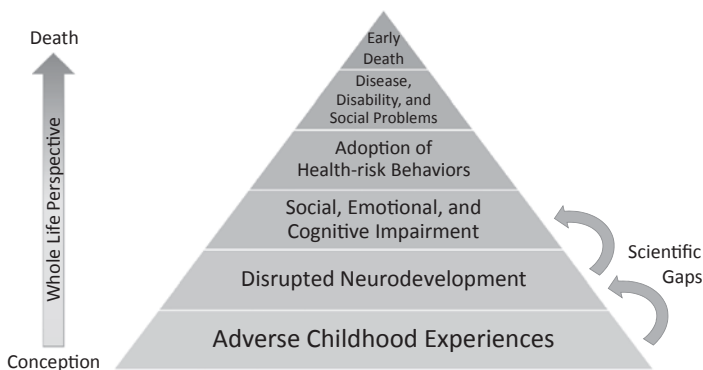 Death
Whole Life Perspective
Conception
Early
Death
Disease,
Disability, and
Social Problems
Adoption of
Health-risk Behaviors
Social, Emotional, and
Cognitive Impairment
Disrupted Neurodevelopment
Adverse Childhood Experiences
Scientific
Gaps